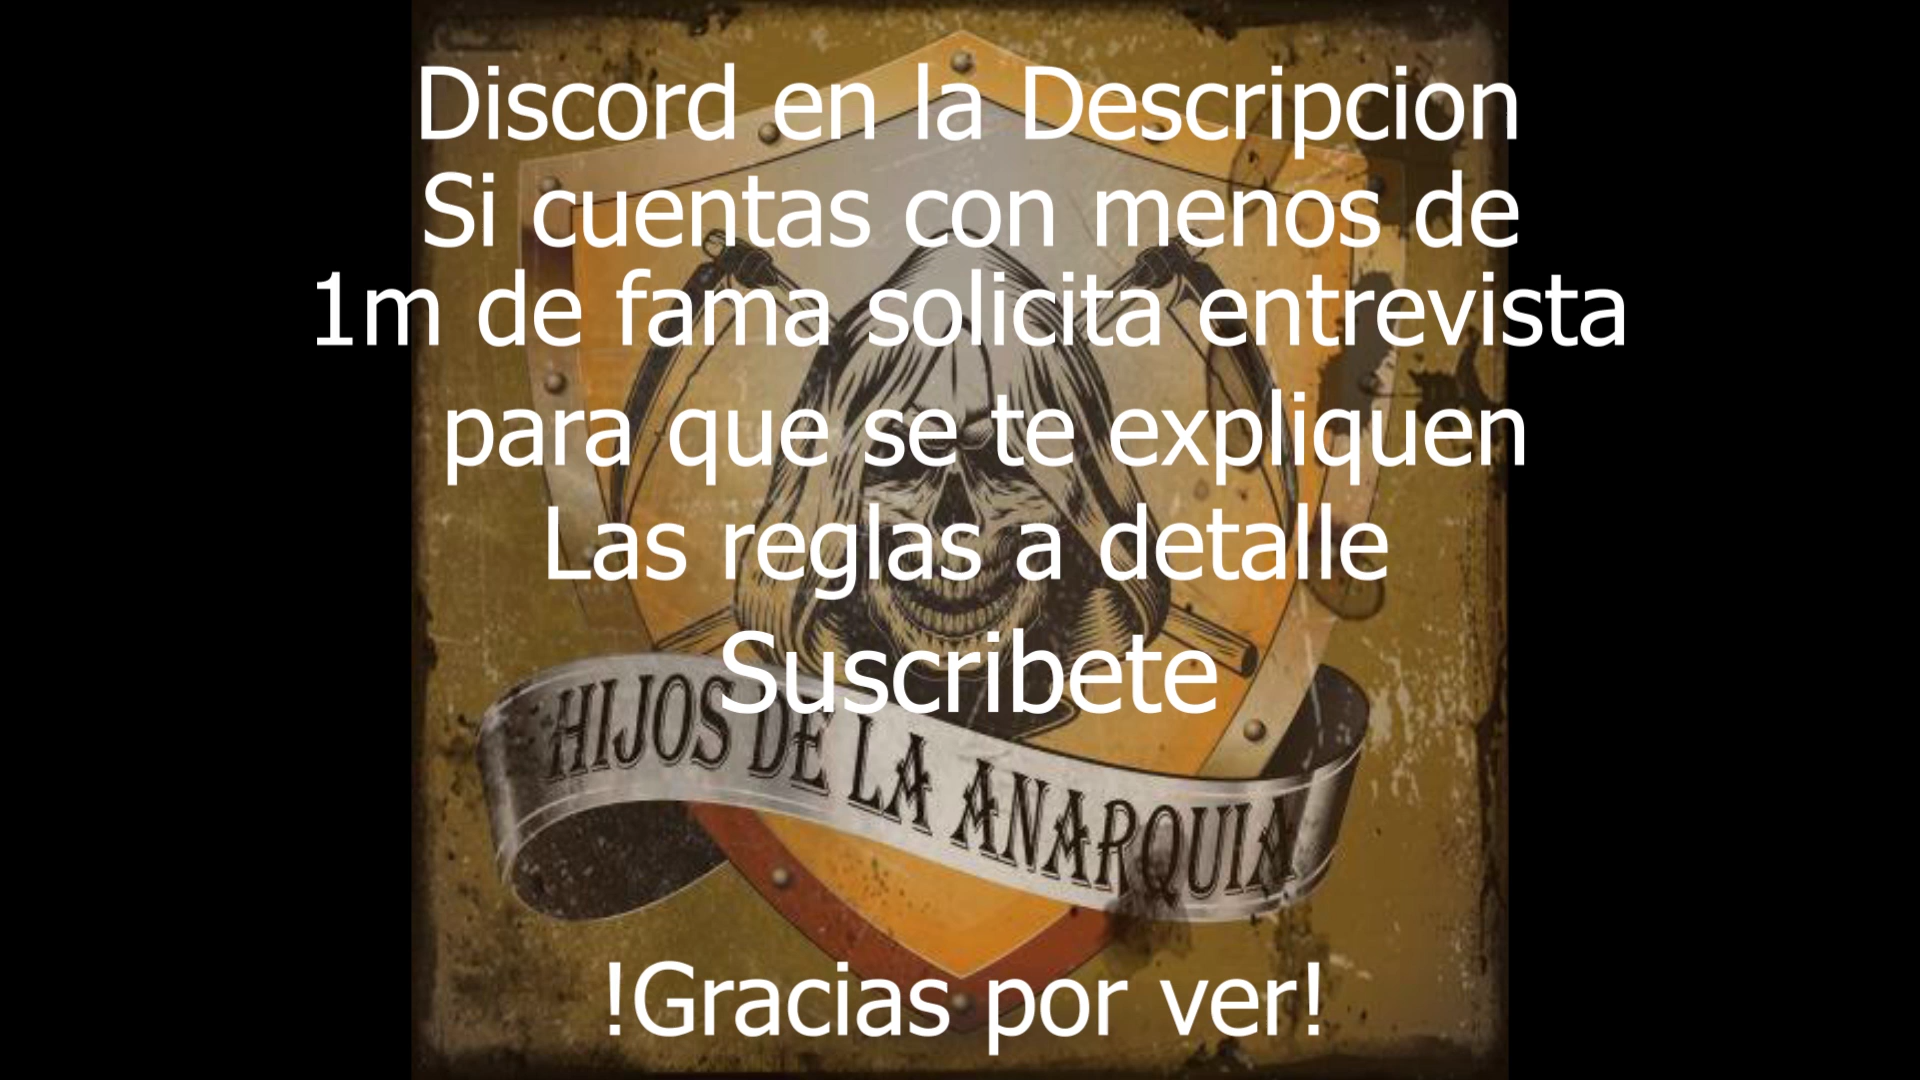 Discord en la Descripcion
Si cuentas con menos de
1m de fama solicita entrevista
para que se te expliquen
Las reglas a detalle
Suscribete
HIJOS DE LA ANARQUIA
!Gracias por ver!